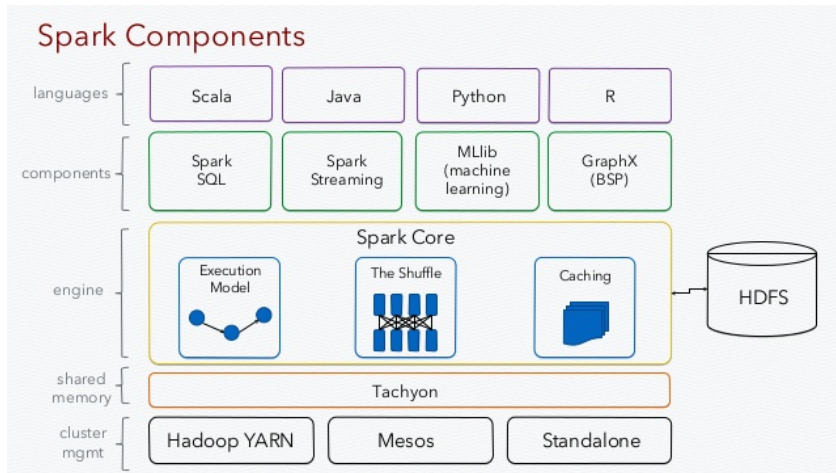 Spark Components
languages
Scala
Java
Python
R
components
Spark
SQL
Spark
Streaming
MLlib
(machine
learning)
GraphX
(BSP)
engine
Spark Core
Execution
Model
The Shuffle
Caching
HDFS
shared
memory
Tachyon
cluster
mgmt
Hadoop YARN
Mesos
Standalone